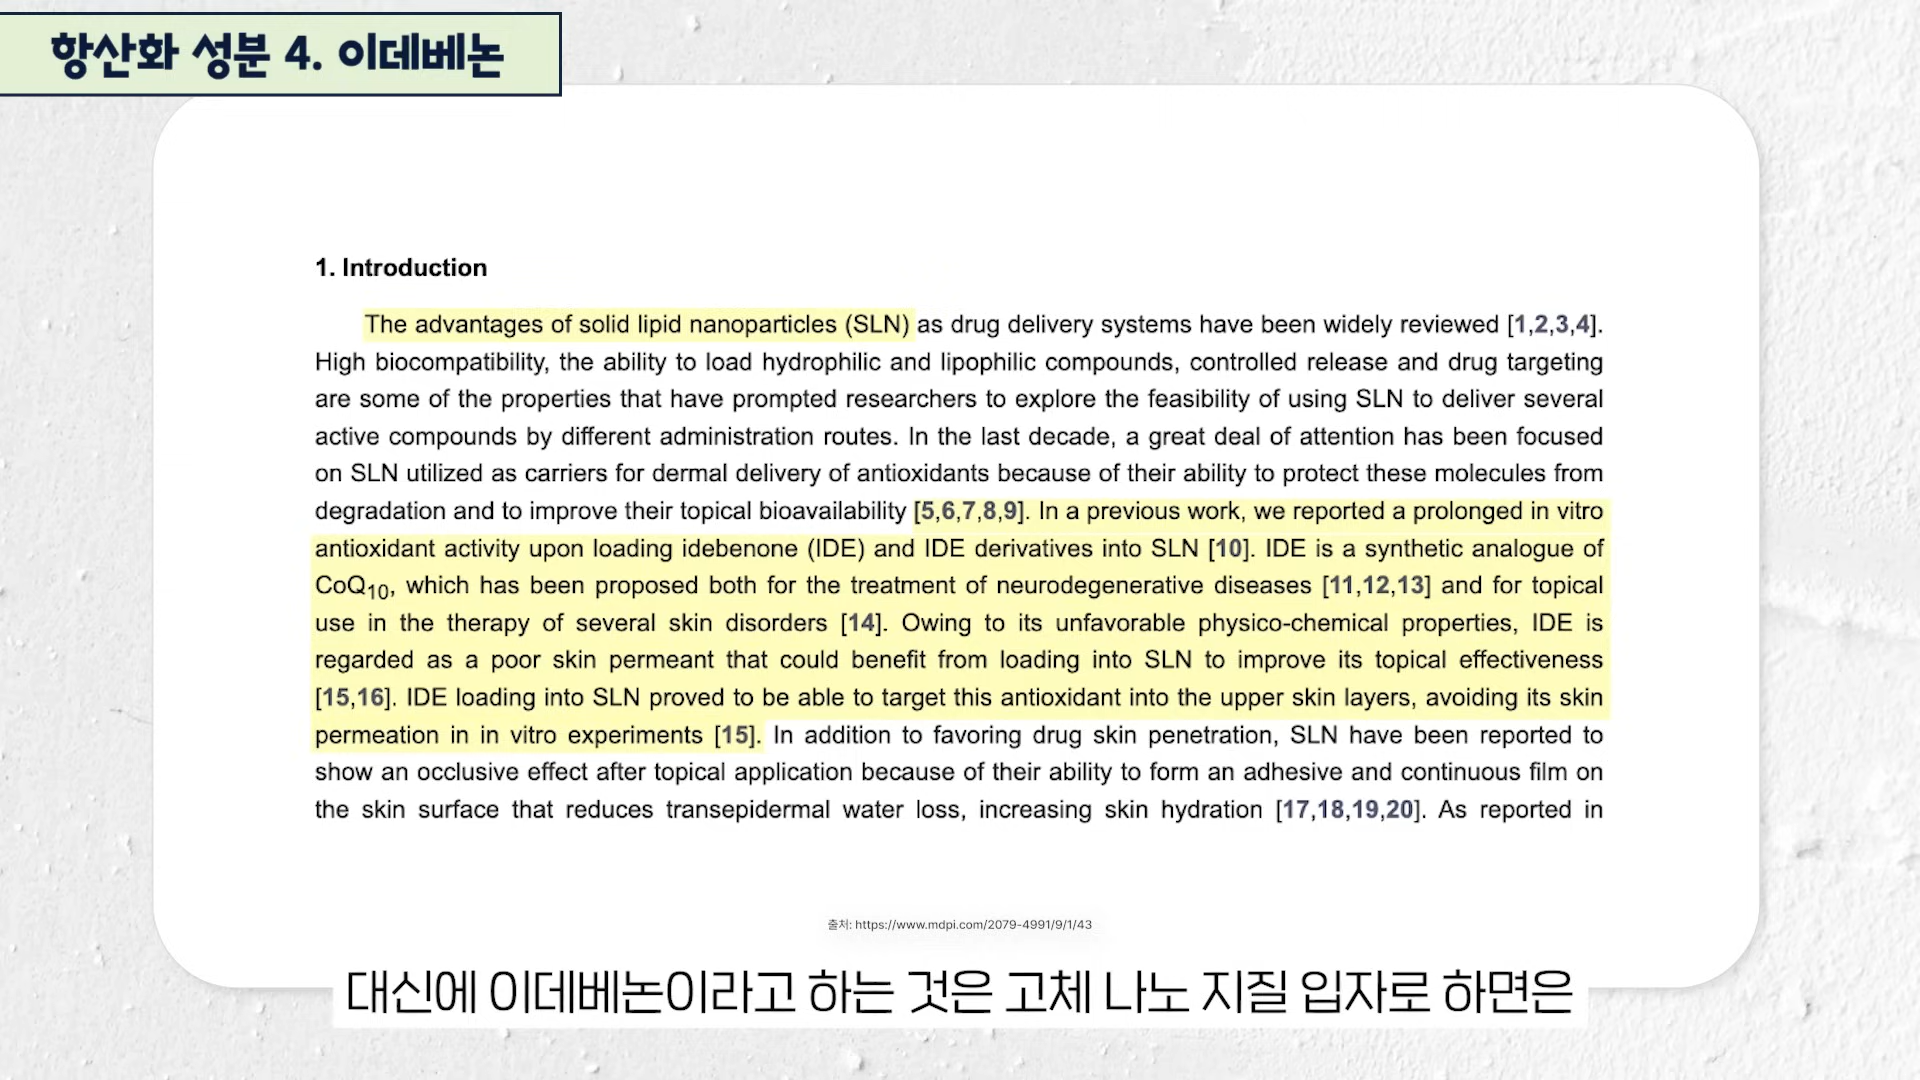 항산화 성분 4. 이데베논
1. Introduction
The advantages of solid lipid nanoparticles (SLN) as drug delivery systems have been widely reviewed [1,2,3,4].
High biocompatibility, the ability to load hydrophilic and lipophilic compounds, controlled release and drug targeting
are some of the properties that have prompted researchers to explore the feasibility of using SLN to deliver several
active compounds by different administration routes. In the last decade, a great deal of attention has been focused
on SLN utilized as carriers for dermal delivery of antioxidants because of their ability to protect these molecules from
degradation and to improve their topical bioavailability [5,6,7,8,9]. In a previous work, we reported a prolonged in vitro
antioxidant activity upon loading idebenone (IDE) and IDE derivatives into SLN [10]. IDE is a synthetic analogue of
CoQ10, which has been proposed both for the treatment of neurodegenerative diseases [11,12,13] and for topical
use in the therapy of several skin disorders [14]. Owing to its unfavorable physico-chemical properties, IDE is
regarded as a poor skin permeant that could benefit from loading into SLN to improve its topical effectiveness
[15,16]. IDE loading into SLN proved to be able to target this antioxidant into the upper skin layers, avoiding its skin
permeation in in vitro experiments [15]. In addition to favoring drug skin penetration, SLN have been reported to
show an occlusive effect after topical application because of their ability to form an adhesive and continuous film on
the skin surface that reduces transepidermal water loss, increasing skin hydration [17,18,19,20]. As reported in
출처: https://www.mdpi.com/2079-4991/9/1/43
대신에 이데베논이라고 하는 것은 고체 나노 지질 입자로 하면은